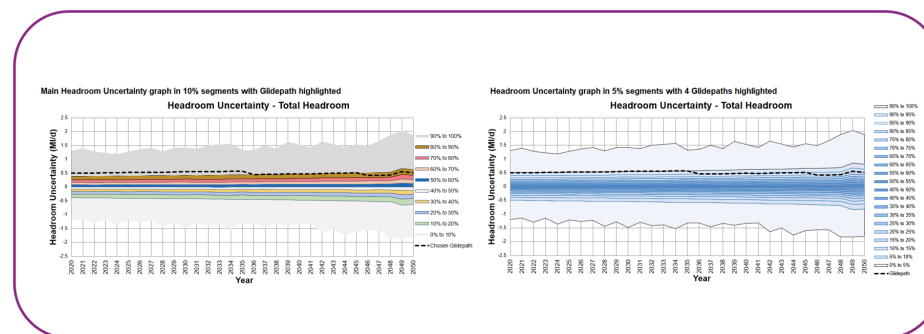 Main Headroom Uncertainty graph in 10% segments with Glidepath highlighted
Headroom Uncertainty - Total Headroom
Headroom Uncertainty (Ml/d)
2.5
2
1.5
1
0.5
0
-0.5
-1
-1.5
-2
-2.5
2020
2021
2022
2023
2024
2025
2026
2027
2028
2029
2030
2031
2032
2033
2034
2035
2036
2037
2038
2039
2040
2041
2042
2043
2044
2045
2046
2047
2048
2049
2050
Year
90% to 100%
80% to 90%
70% to 80%
60% to 70%
50% to 60%
40% to 50%
30% to 40%
20% to 30%
10% to 20%
0% to 10%
Chosen Glidepath
Headroom Uncertainty graph in 5% segments with 4 Glidepaths highlighted
Headroom Uncertainty - Total Headroom
Headroom Uncertainty (Ml/d)
2.5
2
1.5
1
0.5
0
-0.5
-1
-1.5
-2
-2.5
2020
2021
2022
2023
2024
2025
2026
2027
2028
2029
2030
2031
2032
2033
2034
2035
2036
2037
2038
2039
2040
2041
2042
2043
2044
2045
2046
2047
2048
2049
2050
Year
95% to 100%
90% to 95%
85% to 90%
80% to 85%
75% to 80%
70% to 75%
65% to 70%
60% to 65%
55% to 60%
50% to 55%
45% to 50%
40% to 45%
35% to 40%
30% to 35%
25% to 30%
20% to 25%
15% to 20%
10% to 15%
5% to 10%
0% to 5%
Glidepath